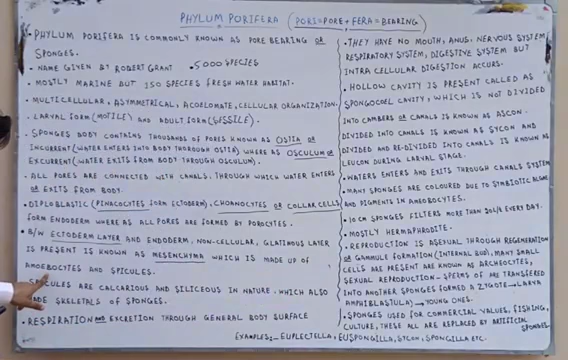 PHYLUM PORIFERA (PORI=PORE+FERA=BEARING)
• PHYLUM PORIFERA IS COMMONLY KNOWN AS PORE BEARING OR
SPONGES.
• NAME GIVEN BY ROBERT GRANT • 5000 SPECIES
• MOSTLY MARINE BUT 150 SPECIES FRESH WATER HABITAT.
• MULTICELLULAR, ASYMMETRICAL, ACOELOMATE, CELLULAR ORGANIZATION.
• LARVAL FORM (MOTILE) AND ADULT FORM (SESSILE).
• SPONGES BODY CONTAINS THOUSANDS OF PORES KNOWN AS OSTIA OR
INCURRENT (WATER ENTERS INTO BODY THOROUGH OSTIA) WHERE AS OSCULUM OR
EXCURRENT (WATER EXITS FROM BODY THROUGH OSCULUM).
• ALL PORES ARE CONNECTED WITH CANALS, THROUGH WHICH WATER ENTERS
OR EXITS FROM BODY.
• DIPLOBLASTIC (PINACOCYTES FORM ECTODERM), CHOANOCYTES OR COLLAR CELLS
FORM ENDODERM WHERE AS ALL PORES ARE FORMED BY POROCYTES.
• B/W ECTODERM LAYER AND ENDODERM, NON-CELLULAR, GLATINOUS LAYER
IS PRESENT IS KNOWN AS MESENCHYMA WHICH IS MADE UP OF
AMOEBOCYTES AND SPICULES.
SPICULES ARE CALCARIOUS AND SILICEOUS IN NATURE. WHICH ALSO
MADE SKELETALS OF SPONGES.
• RESPIRATION AND EXCRETION THROUGH GENERAL BODY SURFACE
• THEY HAVE NO MOUTH, ANUS, NERVOUS SYSTEM,
RESPIRATORY SYSTEM, DIGESTIVE SYSTEM BUT
INTRA CELLULAR DIGESTION OCCURS.
• HOLLOW CAVITY IS PRESENT CALLED AS
SPONGOCOEL CAVITY, WHICH IS NOT DIVIDED
INTO CAMBERS OR CANALS IS KNOWN AS ASCON.
DIVIDED INTO CANALS IS KNOWN AS SYCON AND
DIVIDED AND RE-DIVIDED INTO CANALS IS KNOWN AS
LEUCON DURING LARVAL STAGE.
• WATERS ENTERS AND EXITS THROUGH CANALS SYSTEM
• MANY SPONGES ARE COLOURED DUE TO SYMBIOTIC ALGAE
AND PIGMENTS IN AMOEBOCYTES.
• 10 CM SPONGES FILTERS MORE THAN 20L/R EVERY DAY.
• MOSTLY HERMAPHRODITE.
• REPRODUCTION IS ASEXUAL THROUGH REGENERATION
OR GAMMULE FORMATION (INTERNAL BUD), MANY SMALL
CELLS ARE PRESENT ARE KNOWN AS ARCHEOCYTES,
SEXUAL REPRODUCTION - SPERMS OF ARE TRANSFERED
INTO ANOTHER SPONGES FORMED A ZYGOTE → LARVA
AMPHIBLASTULA) → YOUNG ONES.
• SPONGES USED FOR COMMERCIAL VALUES, FISHING,
CULTURE, THESE ALL ARE REPLACED BY ARTIFICIAL
SPONGES.
EXAMPLES:- EUPLECTELLA, EUSPONGILLA, SYCON, SPONGILLA ETC.